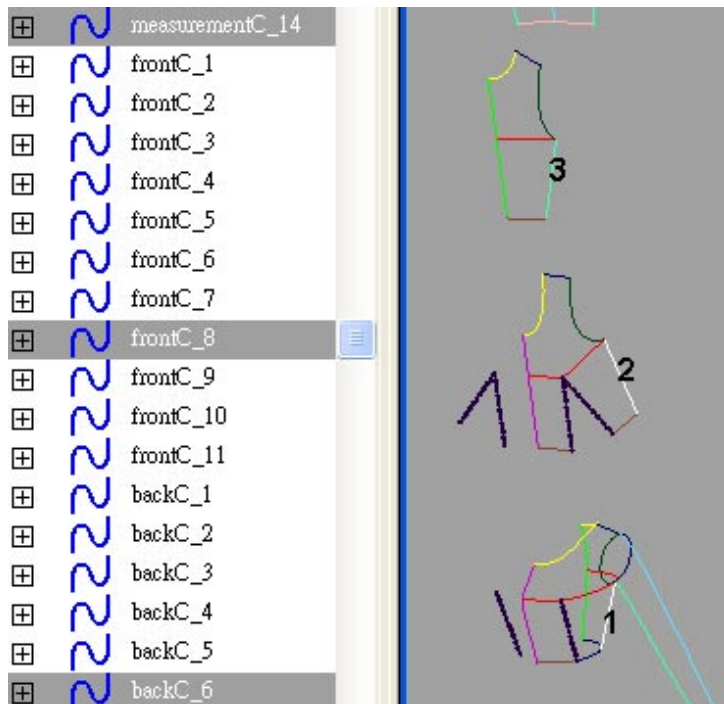 measurementC_14
frontC_1
frontC_2
frontC_3
frontC_4
frontC_5
frontC_6
frontC_7
frontC_8
frontC_9
frontC_10
frontC_11
backC_1
backC_2
backC_3
backC_4
backC_5
backC_6
3
2
1